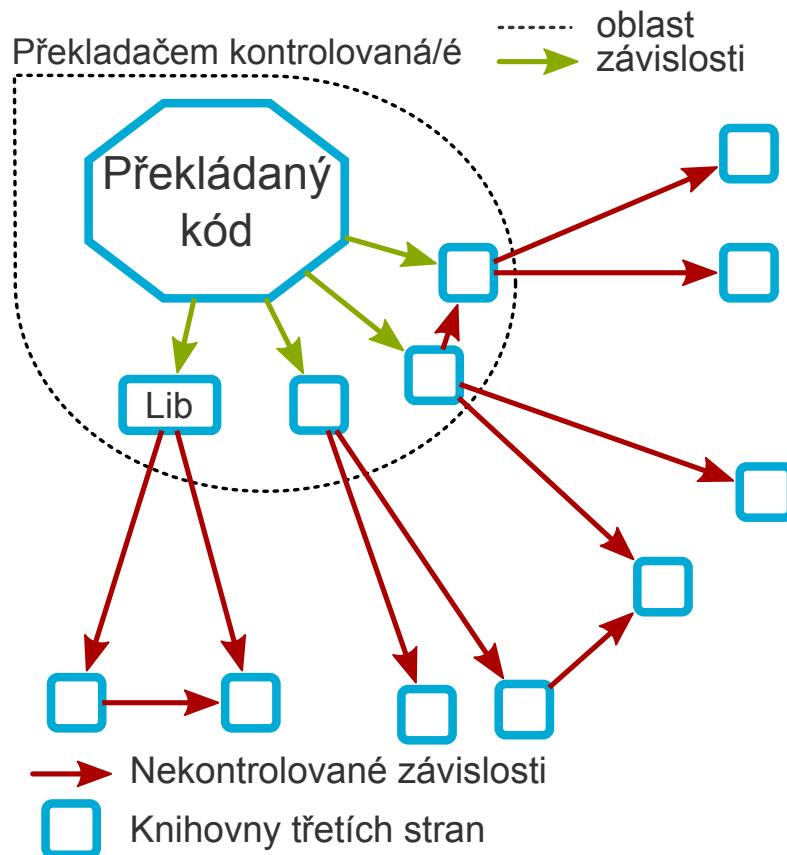 oblast
Překladačem kontrolovaná/é
závislosti
Překládaný
kód
Lib
Nekontrolované závislosti
Knihovny třetích stran